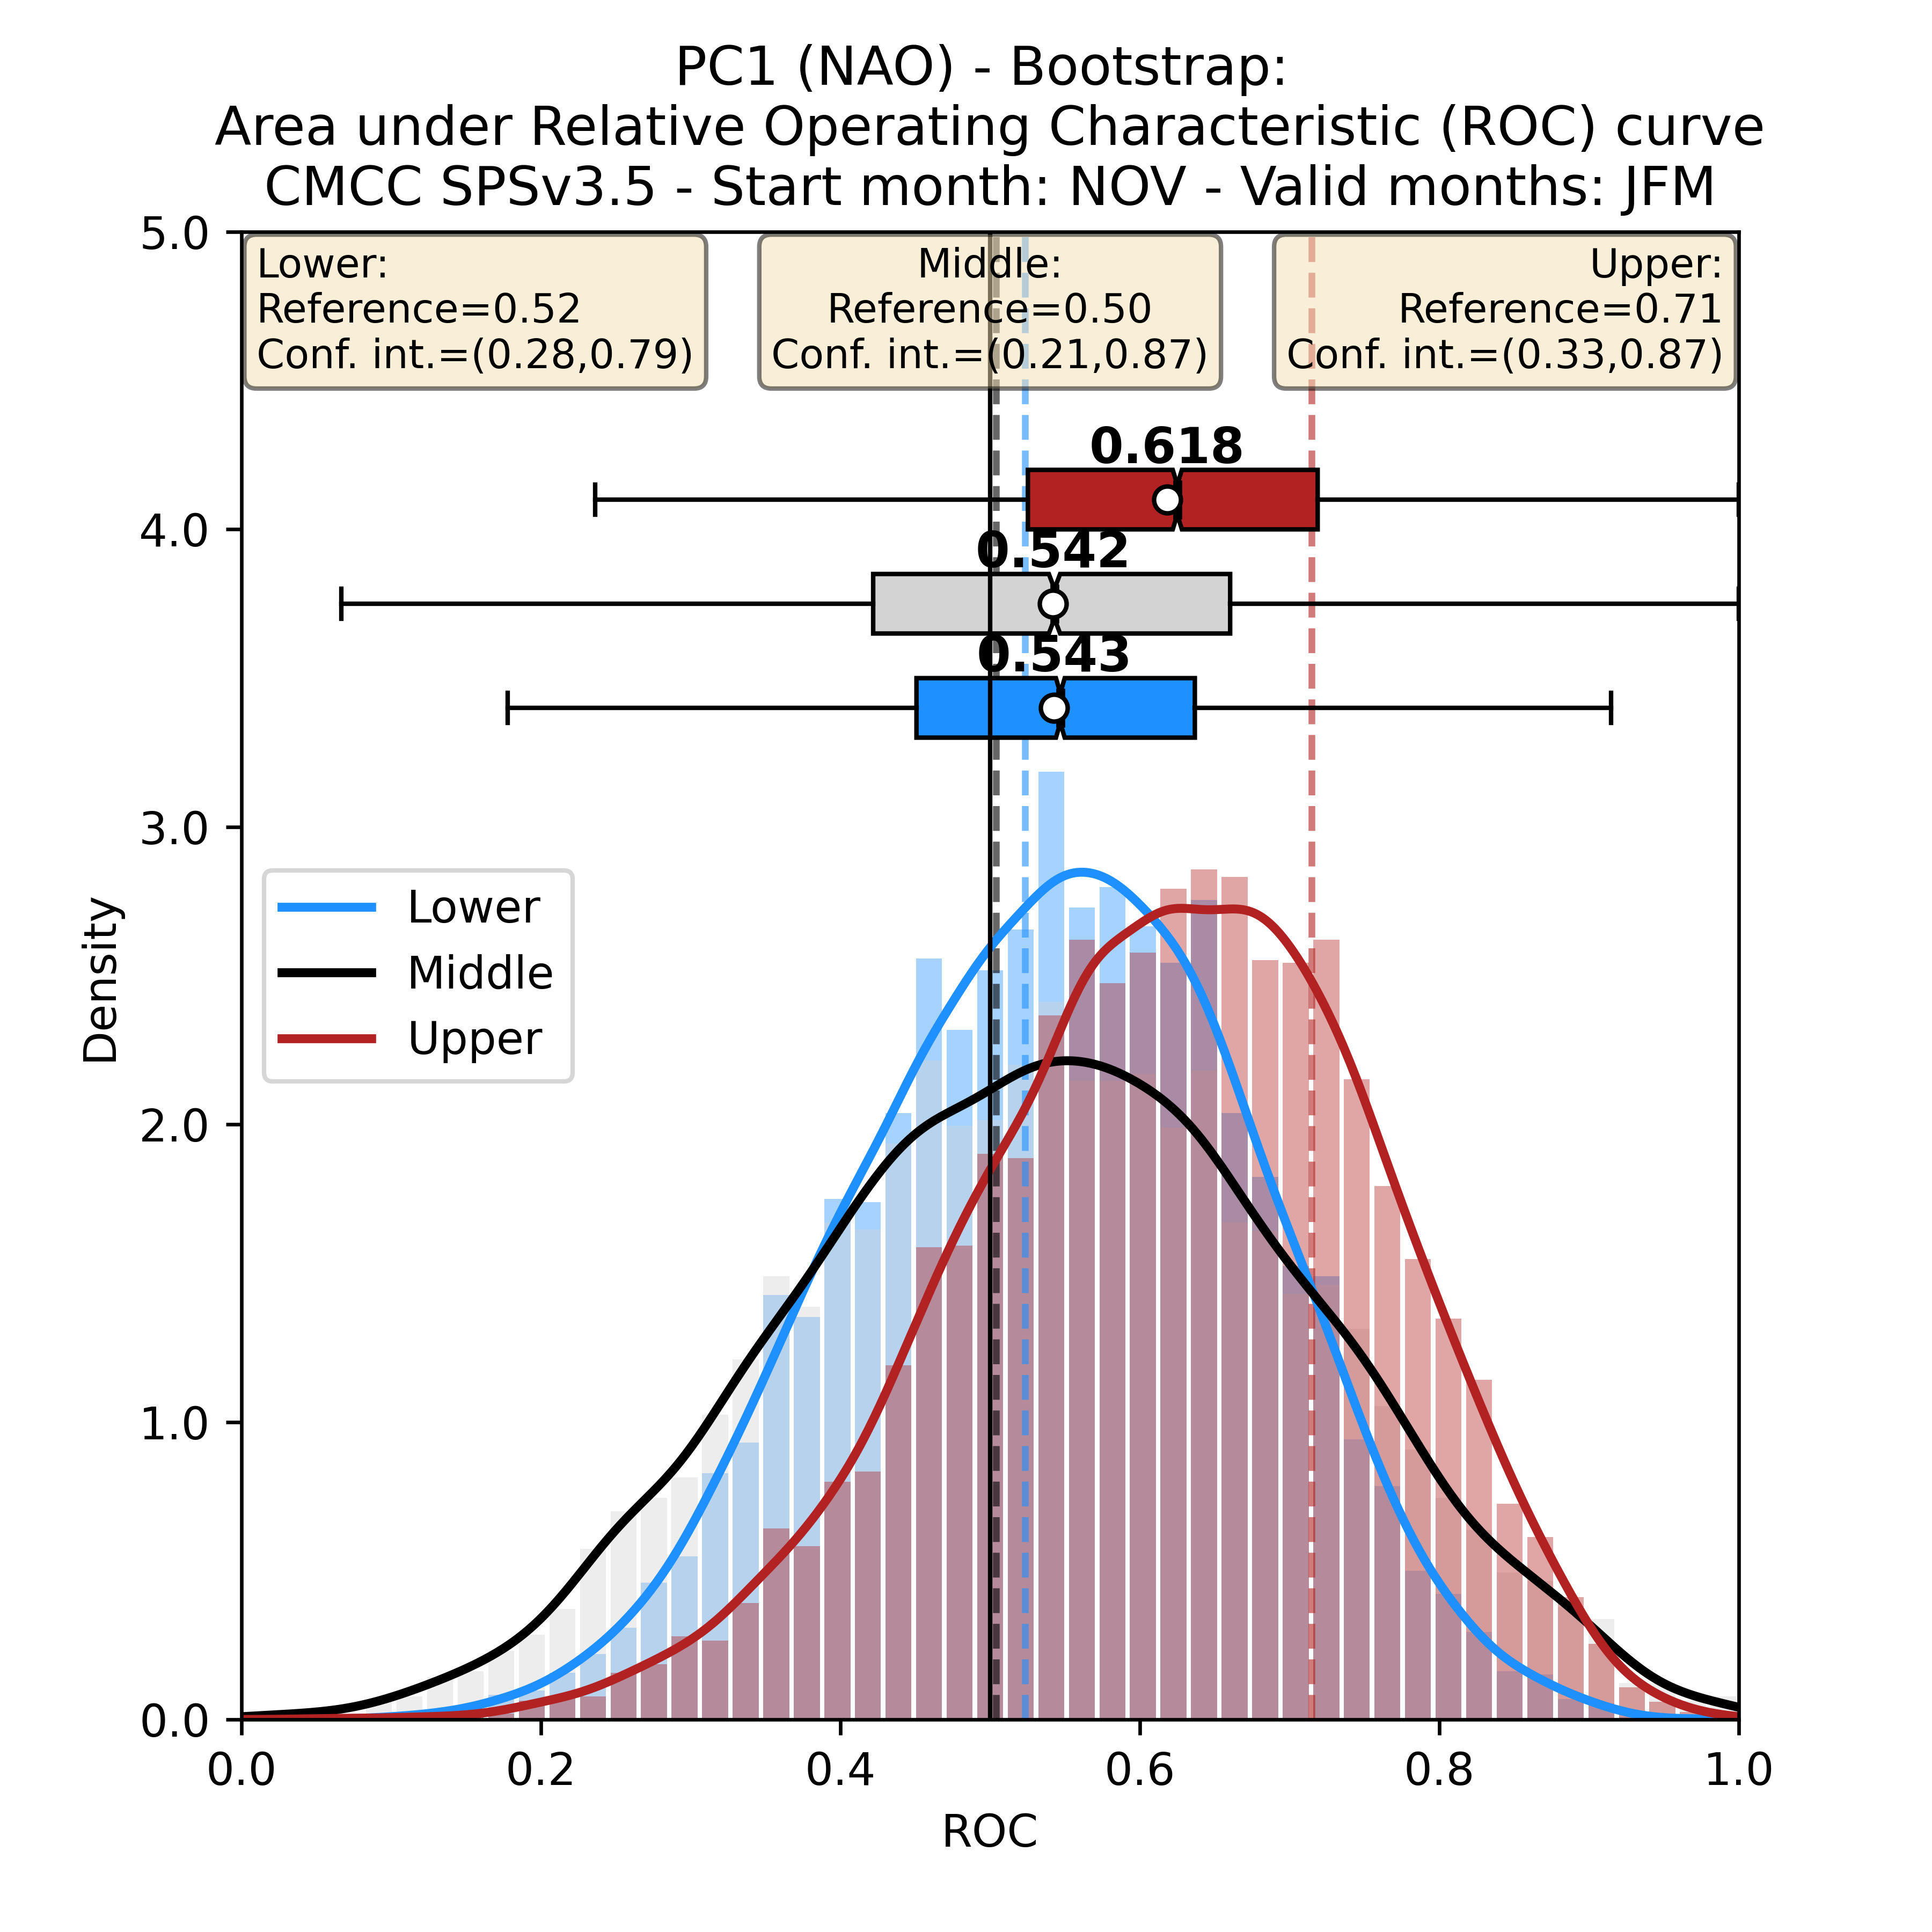 PC1 (NAO) - Bootstrap:
Area under Relative Operating Characteristic (ROC) curve
CMCC SPSv3.5 - Start month: NOV - Valid months: JFM
Lower:
Reference=0.52
Conf. int.=(0.28,0.79)
Middle:
Reference=0.50
Conf. int.=(0.21,0.87)
Upper:
Reference=0.71
Conf. int.=(0.33,0.87)
0.618
0.542
0.543
Lower
Middle
Upper
Density
5.0
4.0
3.0
2.0
1.0
0.0
0.0 0.2 0.4 0.6 0.8 1.0
ROC